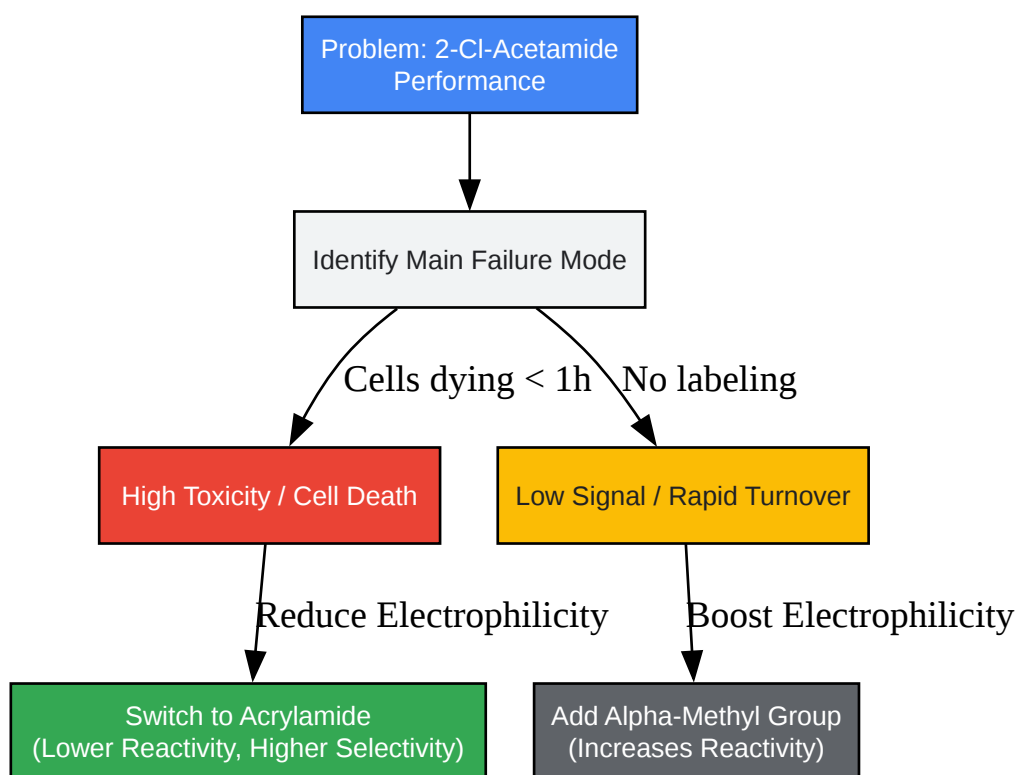 Problem: 2-Cl-Acetamide
Performance
Identify Main Failure Mode
Cells dying < 1h
No labeling
High Toxicity / Cell Death
Low Signal / Rapid Turnover
Reduce Electrophilicity
Boost Electrophilicity
Switch to Acrylamide
(Lower Reactivity, Higher Selectivity)
Add Alpha-Methyl Group
(Increases Reactivity)